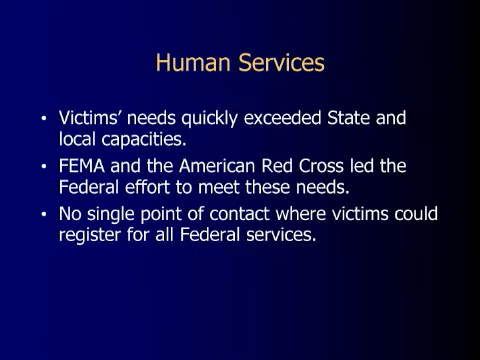 Human Services
• Victims’ needs quickly exceeded State and
local capacities.
• FEMA and the American Red Cross led the
Federal effort to meet these needs.
• No single point of contact where victims could
register for all Federal services.